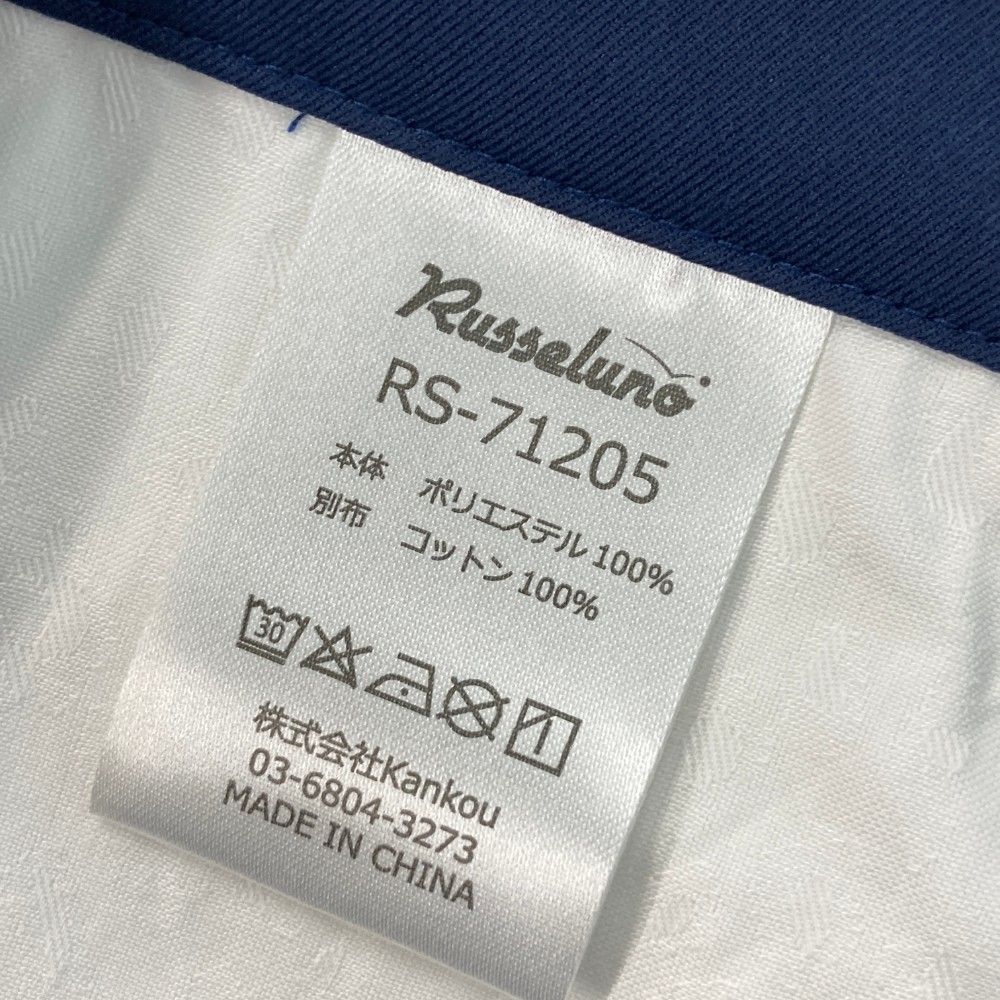 Russeluno
RS-71205
本体 ポリエステル 100%
別布 コットン 100%
30
株式会社Kankou
03-6804-3273
MADE IN CHINA